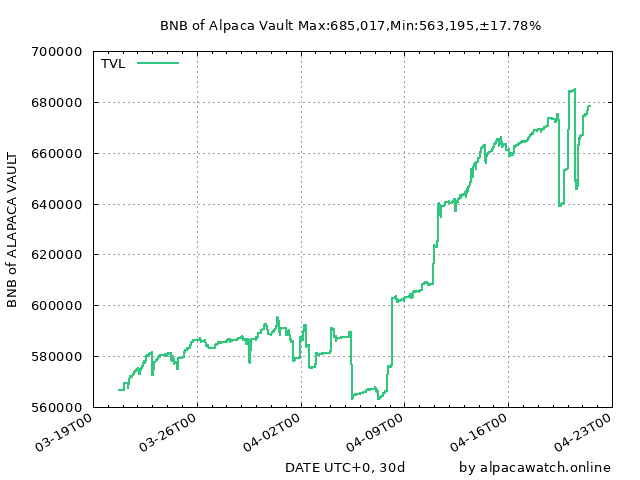 BNB of Alpaca Vault Max:685,017,Min:563,195,±17.78%
TVL
BNB of ALAPACA VAULT
700000
680000
660000
640000
620000
600000
580000
560000
03-19T00
03-26T00
04-02T00
04-09T00
04-16T00
04-23T00
DATE UTC+0, 30d
by alpacawatch.online